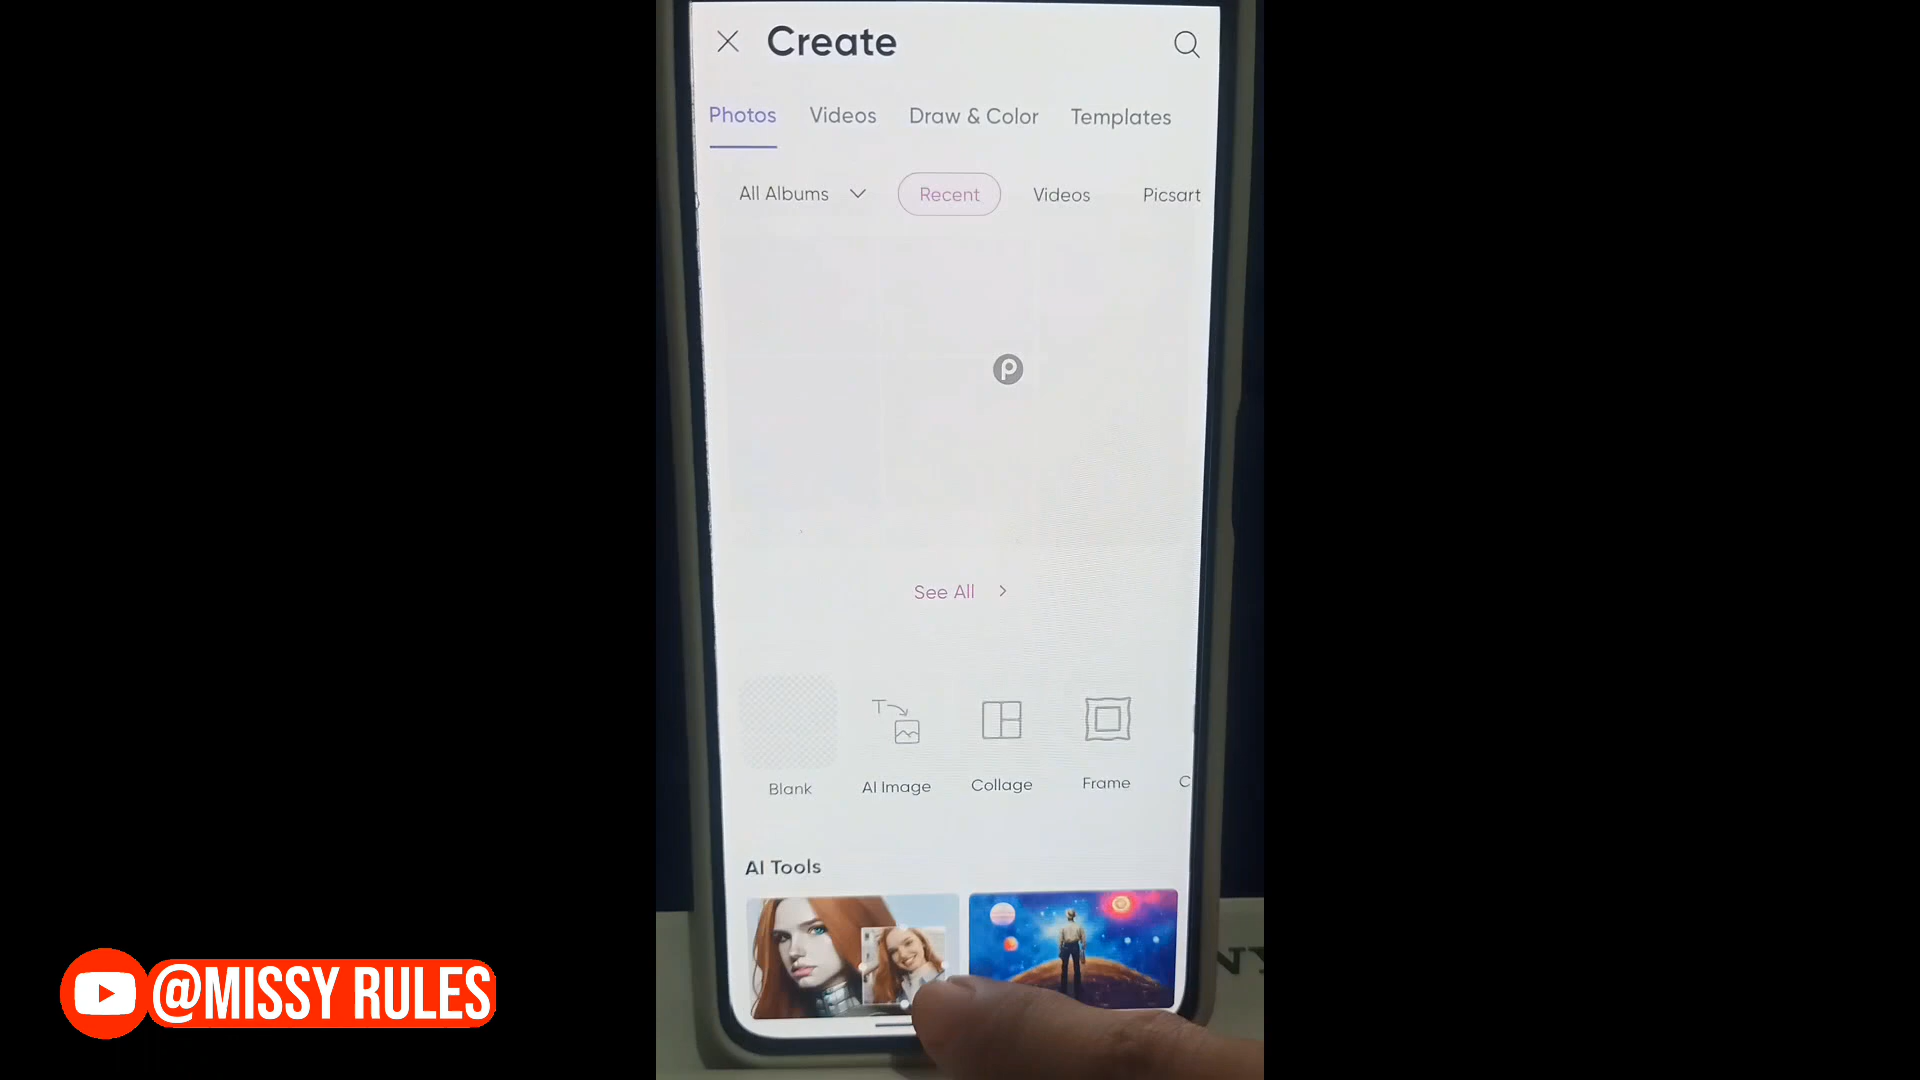 Create
Photos Videos Draw & Color Templates
All Albums Recent Videos Picsart
See All
Blank AI Image Collage Frame C
AI Tools
@MISSY RULES